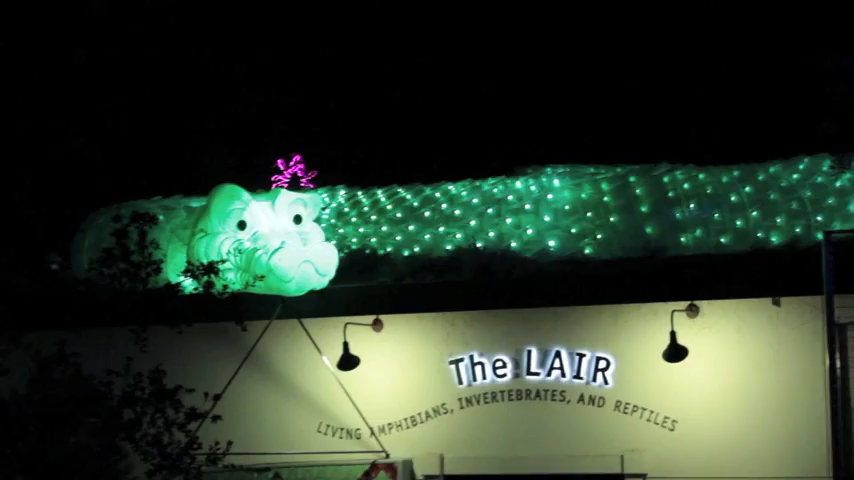 The LAIR
LIVING AMPHIBIANS, INVERTEBRATES, AND REPTILES